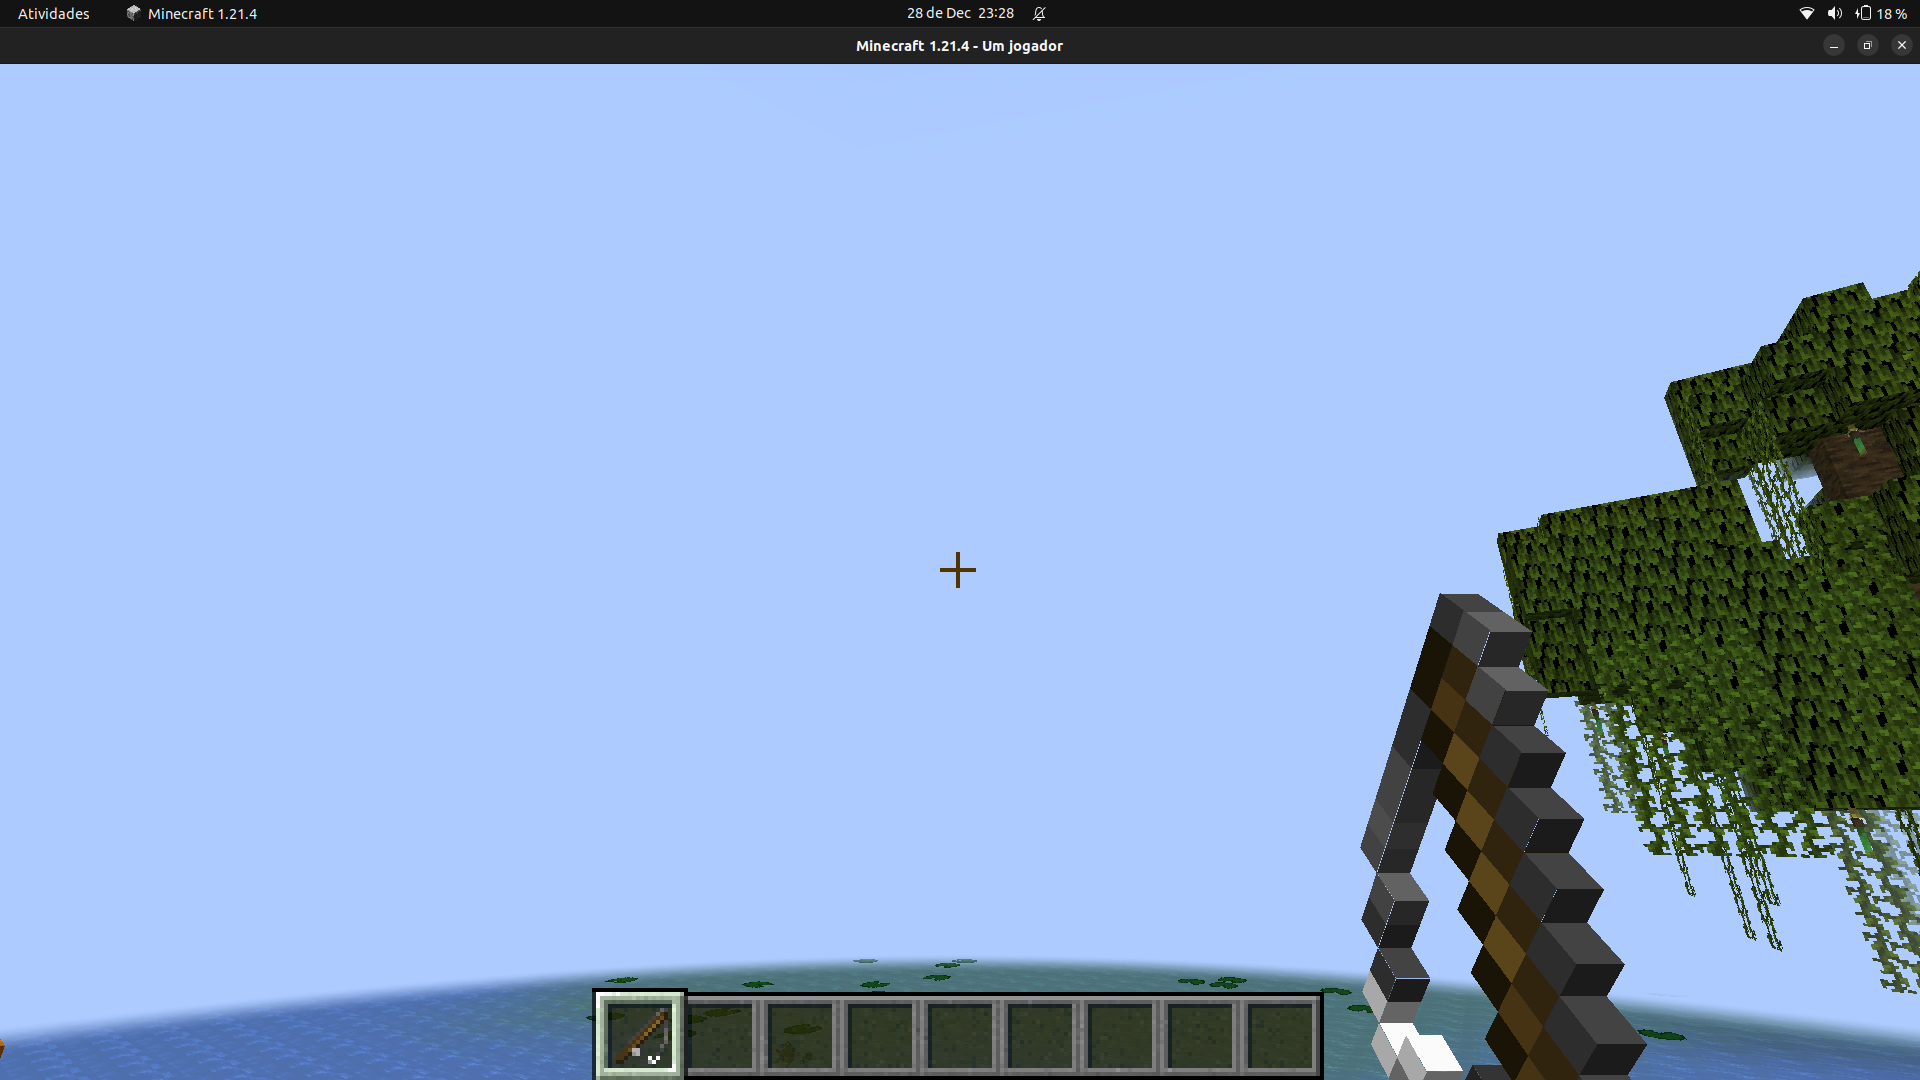 Atividades Minecraft 1.21.4 28 de Dec 23:28 18 %
Minecraft 1.21.4 - Um jogador